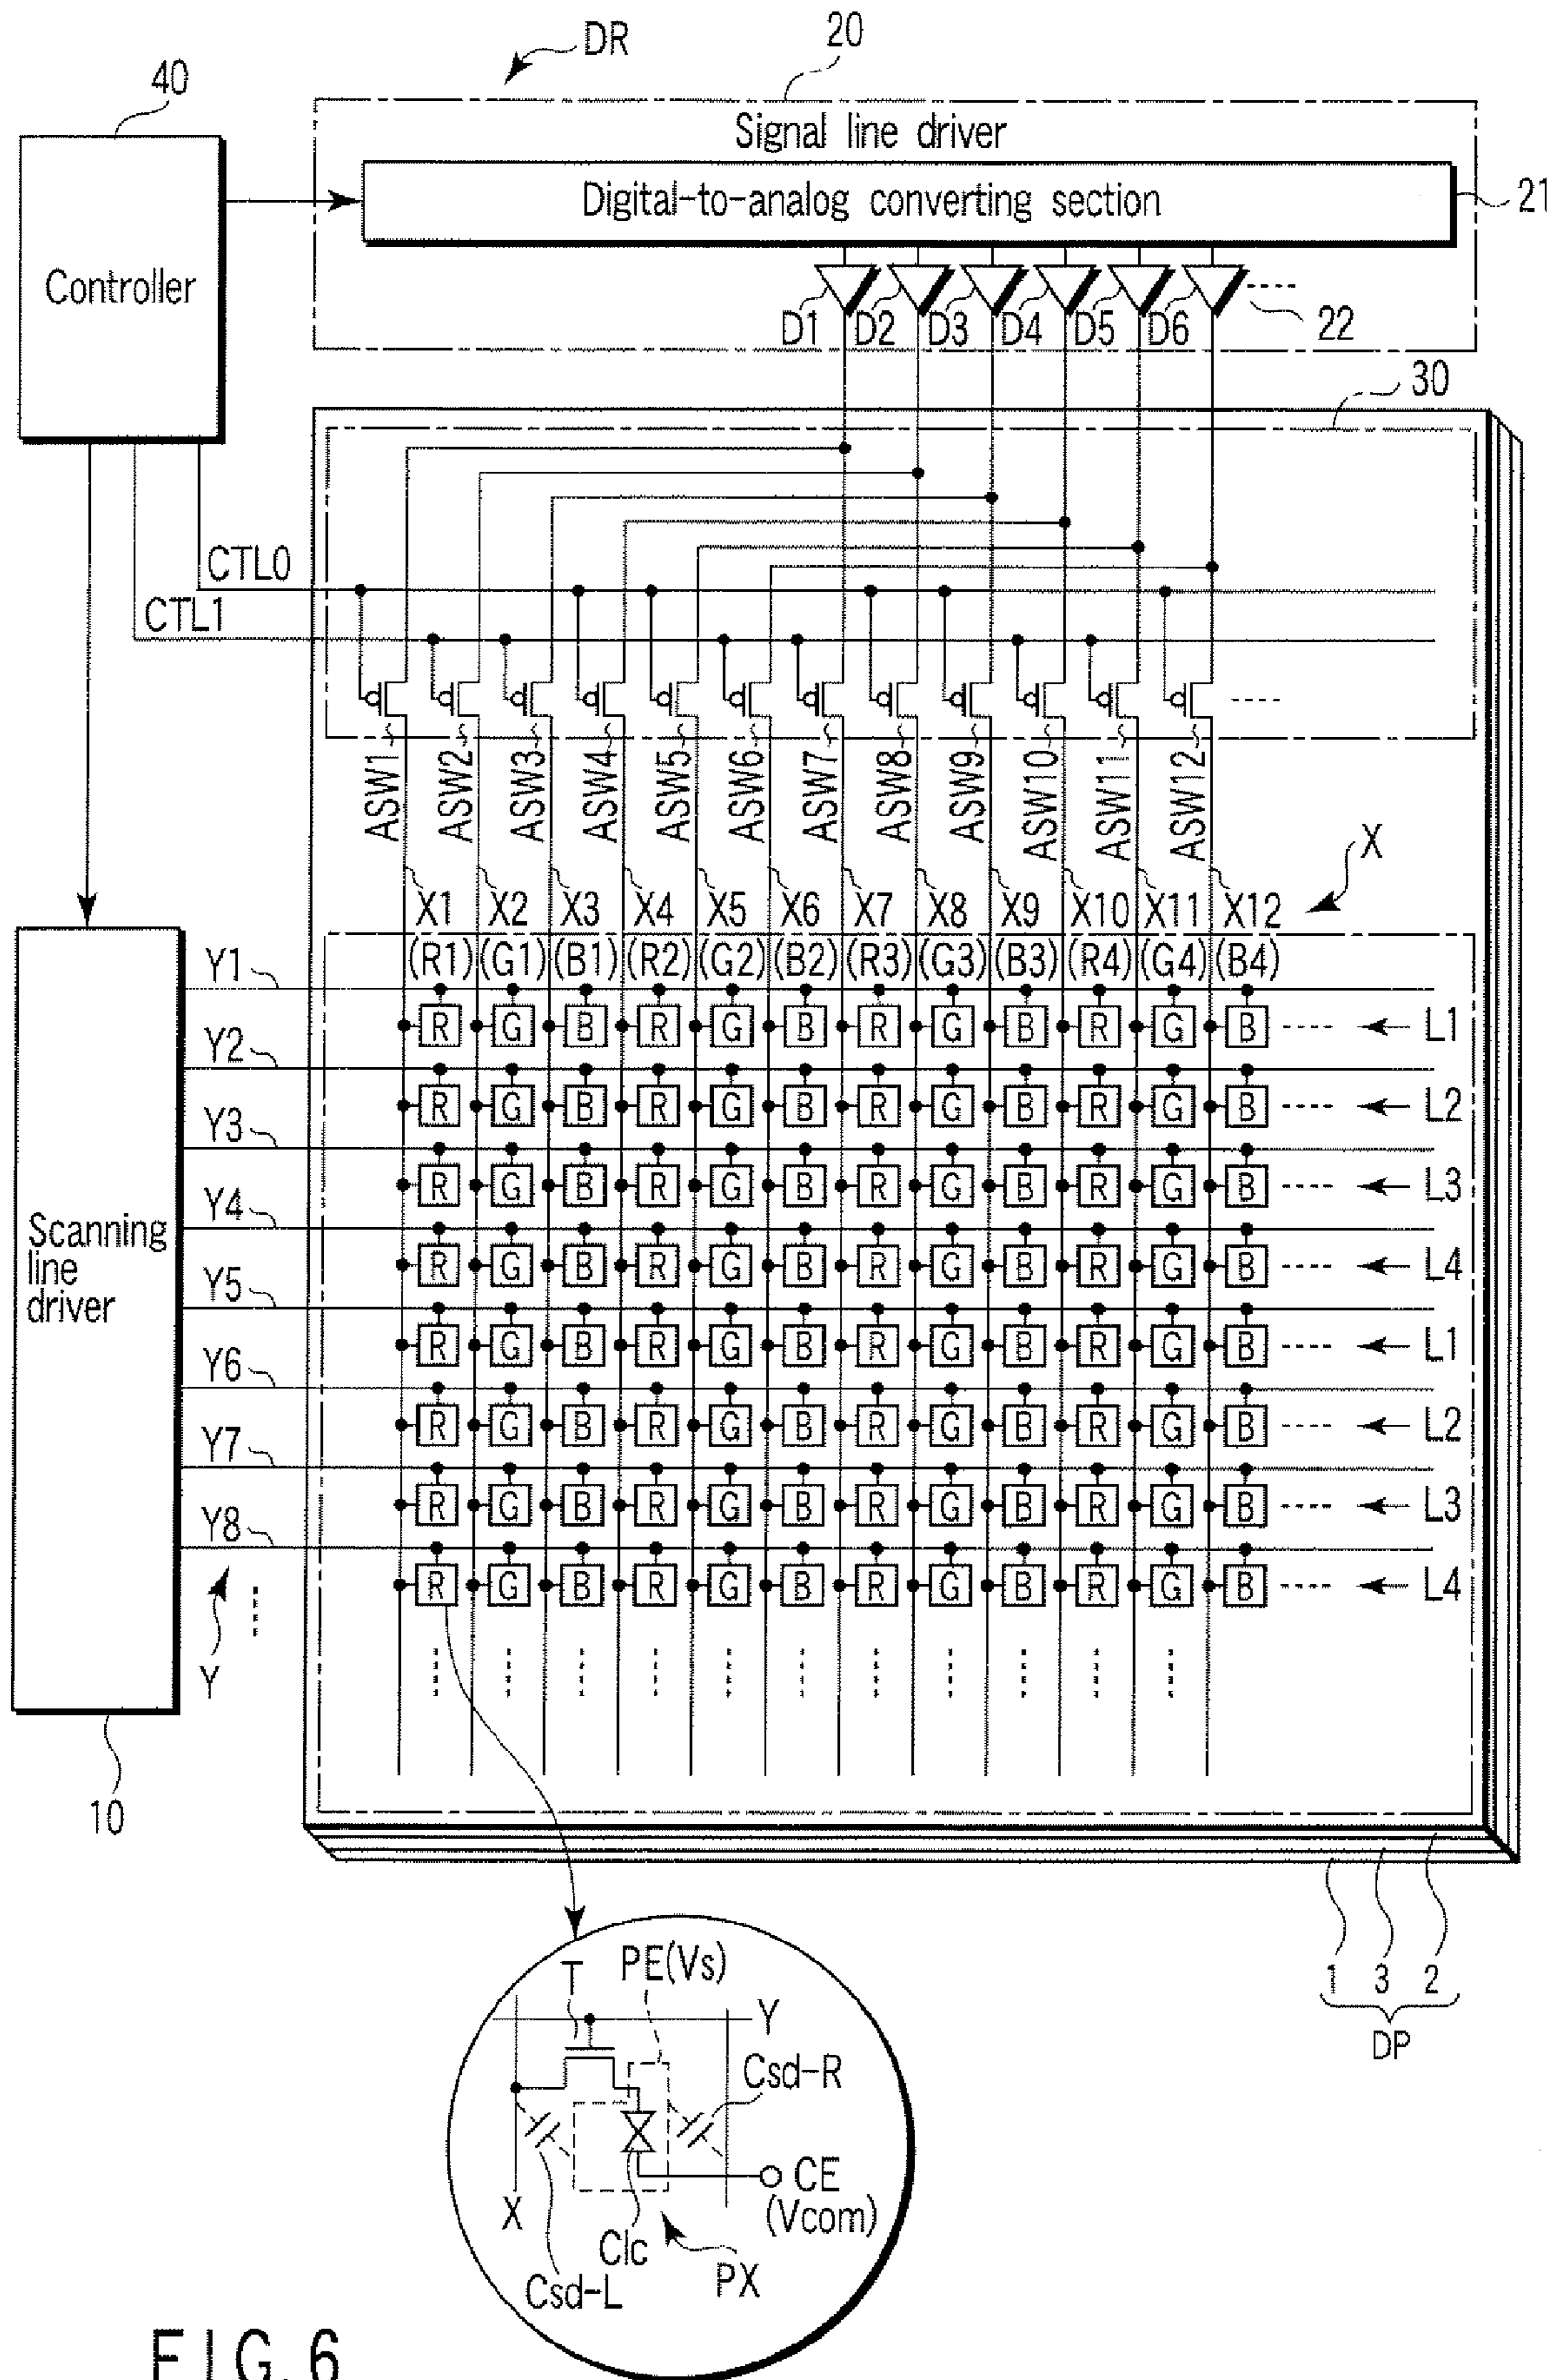 DR
20
40
Signal line driver
Digital-to-analog converting section
21
Controller
D1 D2 D3 D4 D5 D6
22
30
CTL0
CTL1
ASW1 ASW2 ASW3 ASW4 ASW5 ASW6 ASW7 ASW8 ASW9 ASW10 ASW11 ASW12
X
X1 X2 X3 X4 X5 X6 X7 X8 X9 X10 X11 X12
(R1) (G1) (B1) (R2) (G2) (B2) (R3) (G3) (B3) (R4) (G4) (B4)
Y1
R G B R G B R G B R G B L1
Y2
R G B R G B R G B R G B L2
Y3
R G B R G B R G B R G B L3
Y4
R G B R G B R G B R G B L4
Scanning
line
driver
Y5
R G B R G B R G B R G B L1
Y6
R G B R G B R G B R G B L2
Y7
R G B R G B R G B R G B L3
Y8
R G B R G B R G B R G B L4
Y
10
1 3 2
DP
T PE(Vs)
Y
Csd-R
X
CE
(Vcom)
Clc
PX
Csd-L
FIG. 6